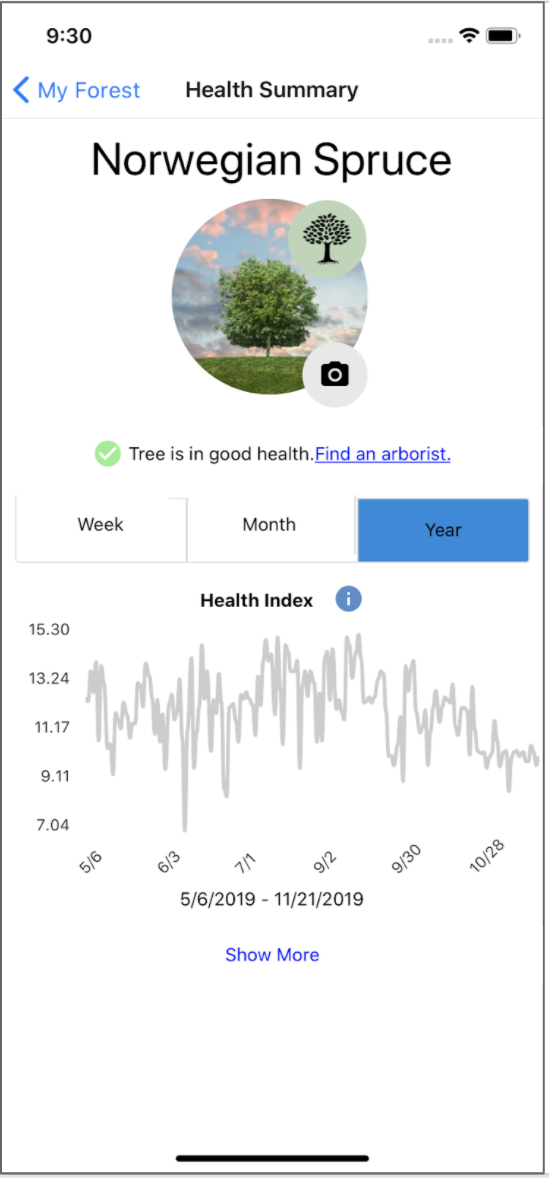 9:30
My Forest
Health Summary
Norwegian Spruce
Tree is in good health.Find an arborist.
Week
Month
Year
Health Index
15.30
13.24
11.17
9.11
7.04
5/6
6/3
7/1
9/2
9/30
10/28
5/6/2019 - 11/21/2019
Show More